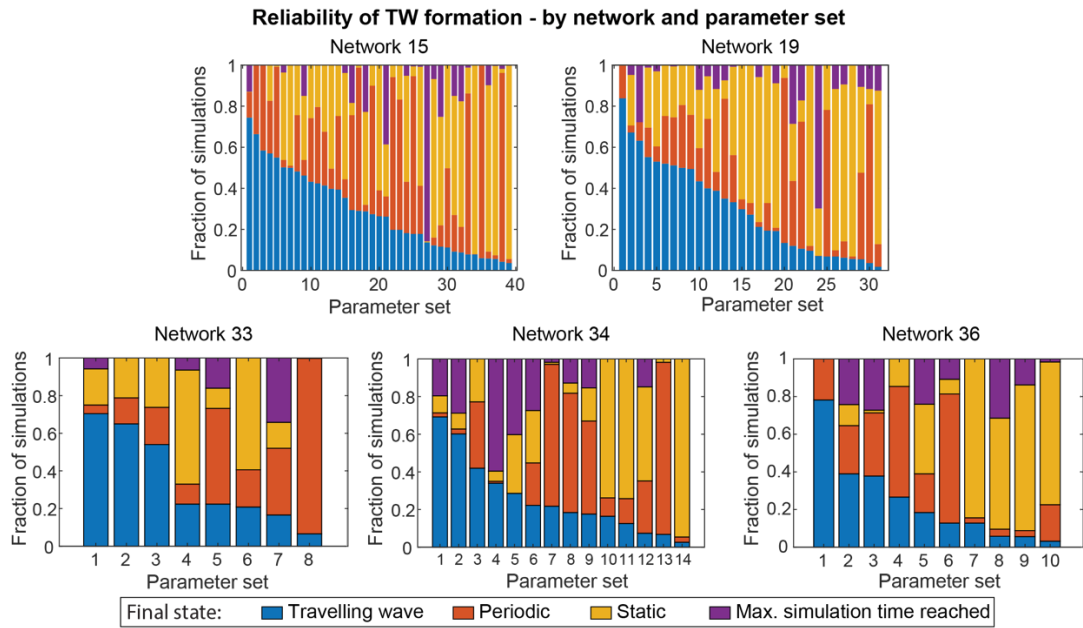 Reliability of TW formation - by network and parameter set
Network 15
Network 19
Fraction of simulations
1
0.8
0.6
0.4
0.2
0
0 10 20 30 40
Parameter set
Fraction of simulations
1
0.8
0.6
0.4
0.2
0
0 5 10 15 20 25 30
Parameter set
Network 33
Network 34
Network 36
Fraction of simulations
1
0.8
0.6
0.4
0.2
0
1 2 3 4 5 6 7 8
Parameter set
Fraction of simulations
1
0.8
0.6
0.4
0.2
0
1 2 3 4 5 6 7 8 9 10 11 12 13 14
Parameter set
Fraction of simulations
1
0.8
0.6
0.4
0.2
0
1 2 3 4 5 6 7 8 9 10
Parameter set
Final state: Travelling wave Periodic Static Max. simulation time reached